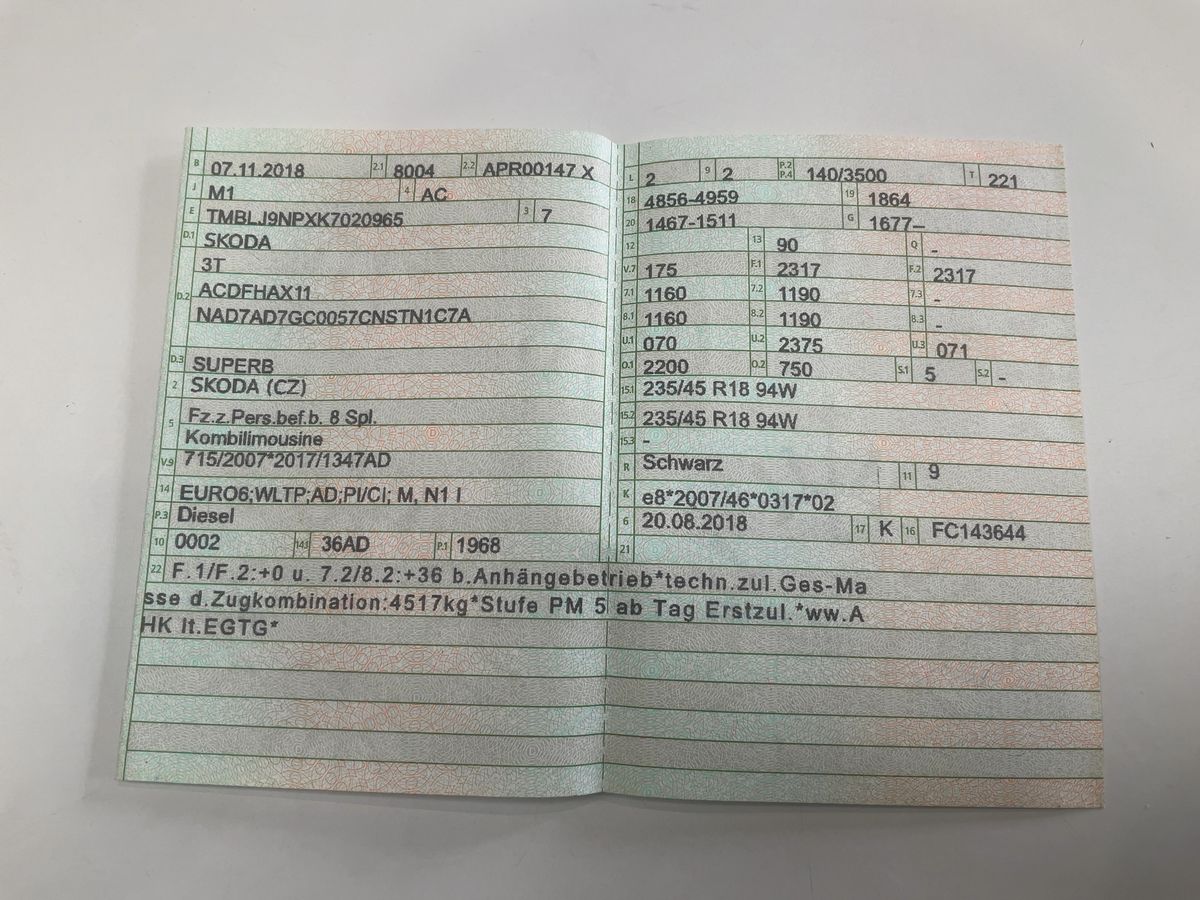 B 07.11.2018 2.1 8004 2.2 APR00147 X
J M1 4 AC
E TMBLJ9NPXK7020965 3 7
D.1 SKODA
3T
D.2 ACDFHAX11
NAD7AD7GC0057CNSTN1C7A
D.3 SUPERB
2 SKODA (CZ)
5 Fz.z.Pers.bef.b. 8 Spl.
Kombilimousine
V.9 715/2007*2017/1347AD
14 EURO6;WLTP;AD;PI/CI; M, N1 I
P.3 Diesel
10 0002 14.1 36AD P.1 1968
L 2 9 2 P.2 P.4 140/3500 T 221
18 4856-4959 19 1864
20 1467-1511 G 1677–
12 13 90 Q -
V.7 175 F.1 2317 F.2 2317
7.1 1160 7.2 1190 7.3 -
8.1 1160 8.2 1190 8.3 -
U.1 070 U.2 2375 U.3 071
O.1 2200 O.2 750 S.1 5 S.2 -
15.1 235/45 R18 94W
15.2 235/45 R18 94W
15.3 -
R Schwarz 11 9
K e8*2007/46*0317*02
6 20.08.2018 17 K 16 FC143644
21
22 F.1/F.2:+0 u. 7.2/8.2:+36 b.Anhängebetrieb*techn.zul.Ges-Ma
sse d.Zugkombination:4517kg*Stufe PM 5 ab Tag Erstzul.*ww.A
HK lt.EGTG*